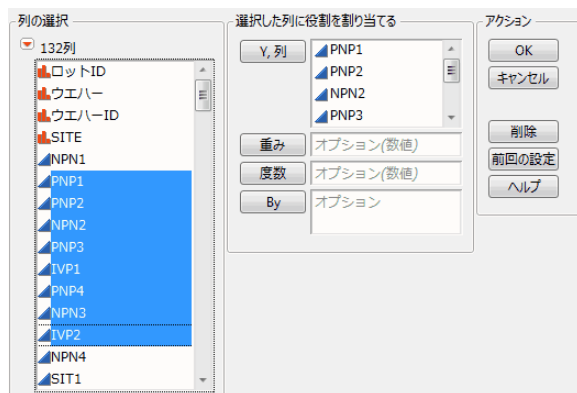 列の選択
132列
ロットID
ウエハー
ウエハーID
SITE
NPN1
PNP1
PNP2
NPN2
PNP3
IVP1
PNP4
NPN3
IVP2
NPN4
SIT1
選択した列に役割を割り当てる
Y, 列
PNP1
PNP2
NPN2
PNP3
重み
オプション(数値)
度数
オプション(数値)
By
オプション
アクション
OK
キャンセル
削除
前回の設定
ヘルプ